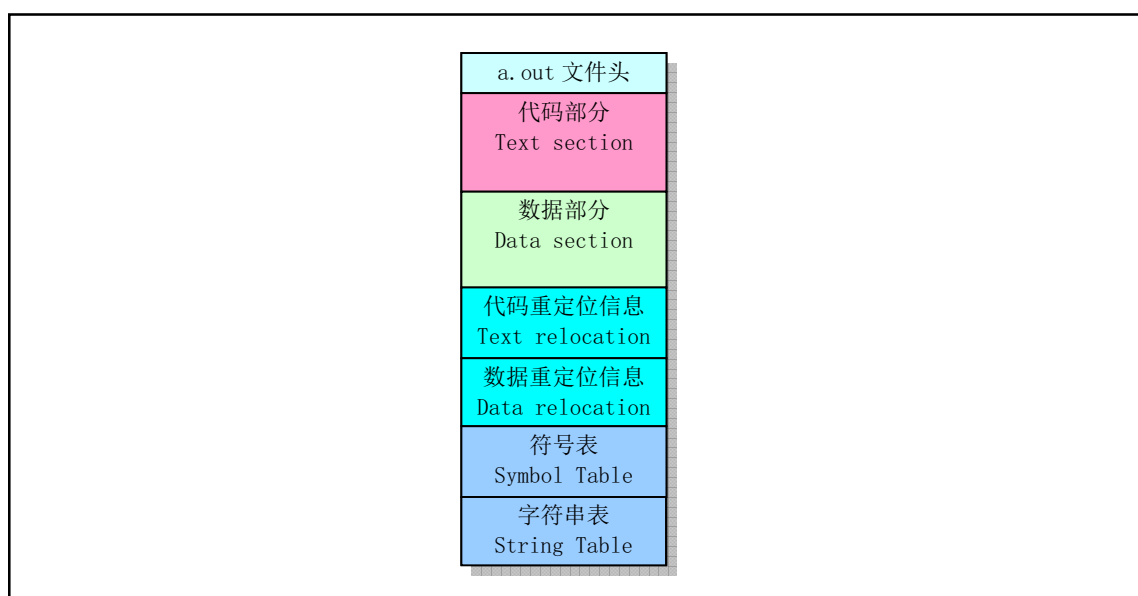 a.out 文件头
代码部分
Text section
数据部分
Data section
代码重定位信息
Text relocation
数据重定位信息
Data relocation
符号表
Symbol Table
字符串表
String Table